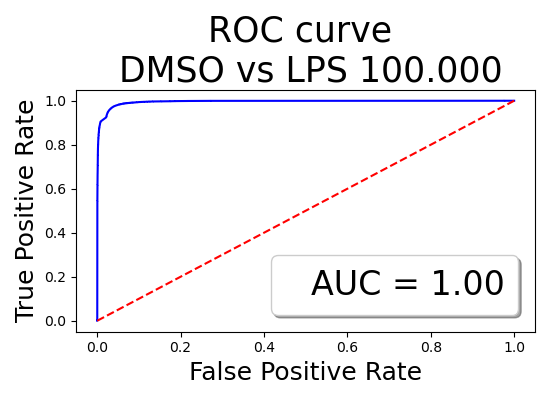 ROC curve
DMSO vs LPS 100.000
True Positive Rate
1.0
0.8
0.6
0.4
0.2
0.0
AUC = 1.00
0.0 0.2 0.4 0.6 0.8 1.0
False Positive Rate